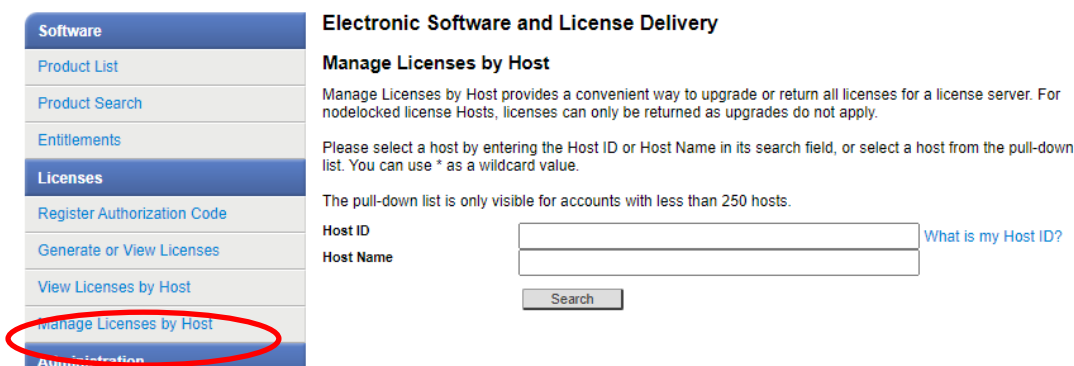 Software
Product List
Product Search
Entitlements
Licenses
Register Authorization Code
Generate or View Licenses
View Licenses by Host
Manage Licenses by Host
Administration
Electronic Software and License Delivery
Manage Licenses by Host
Manage Licenses by Host provides a convenient way to upgrade or return all licenses for a license server. For
nodelocked license Hosts, licenses can only be returned as upgrades do not apply.
Please select a host by entering the Host ID or Host Name in its search field, or select a host from the pull-down
list. You can use * as a wildcard value.
The pull-down list is only visible for accounts with less than 250 hosts.
Host ID
What is my Host ID?
Host Name
Search